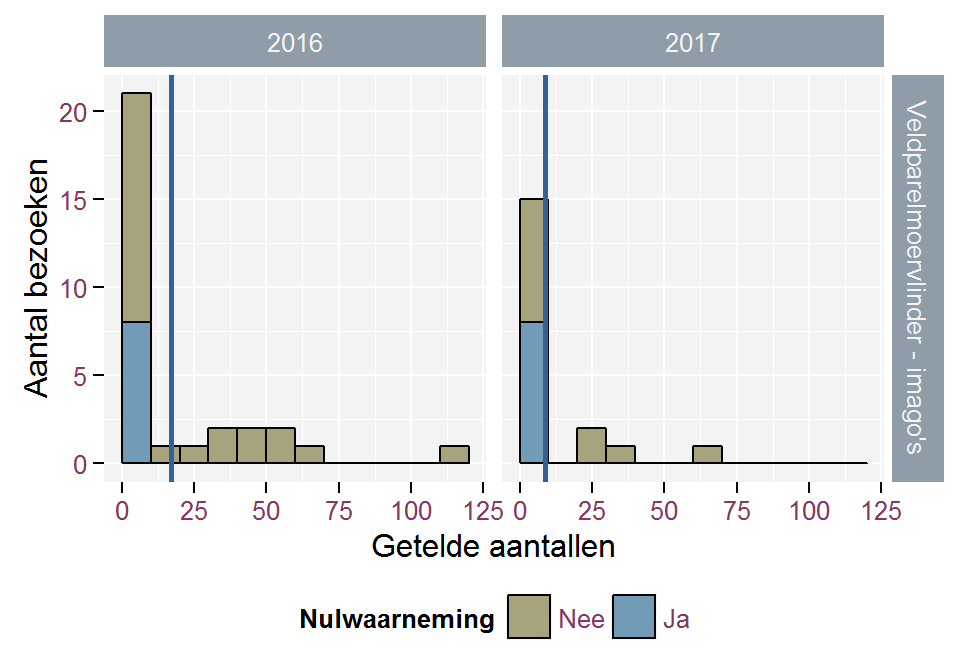 2016
2017
Veldparelmoervlinder - imago's
Aantal bezoeken
20
15
10
5
0
0 25 50 75 100 125
0 25 50 75 100 125
Getelde aantallen
Nulwaarneming Nee Ja